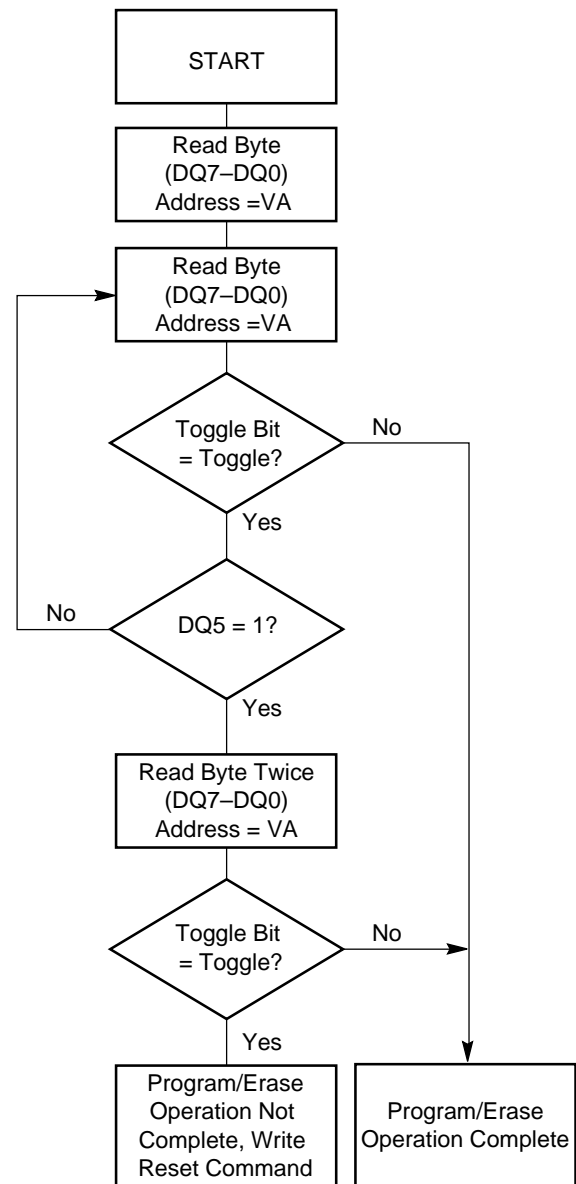 START
Read Byte
(DQ7–DQ0)
Address =VA
Read Byte
(DQ7–DQ0)
Address =VA
Toggle Bit
= Toggle?
No
Yes
No
DQ5 = 1?
Yes
Read Byte Twice
(DQ7–DQ0)
Address = VA
Toggle Bit
= Toggle?
No
Yes
Program/Erase
Operation Not
Complete, Write
Reset Command
Program/Erase
Operation Complete